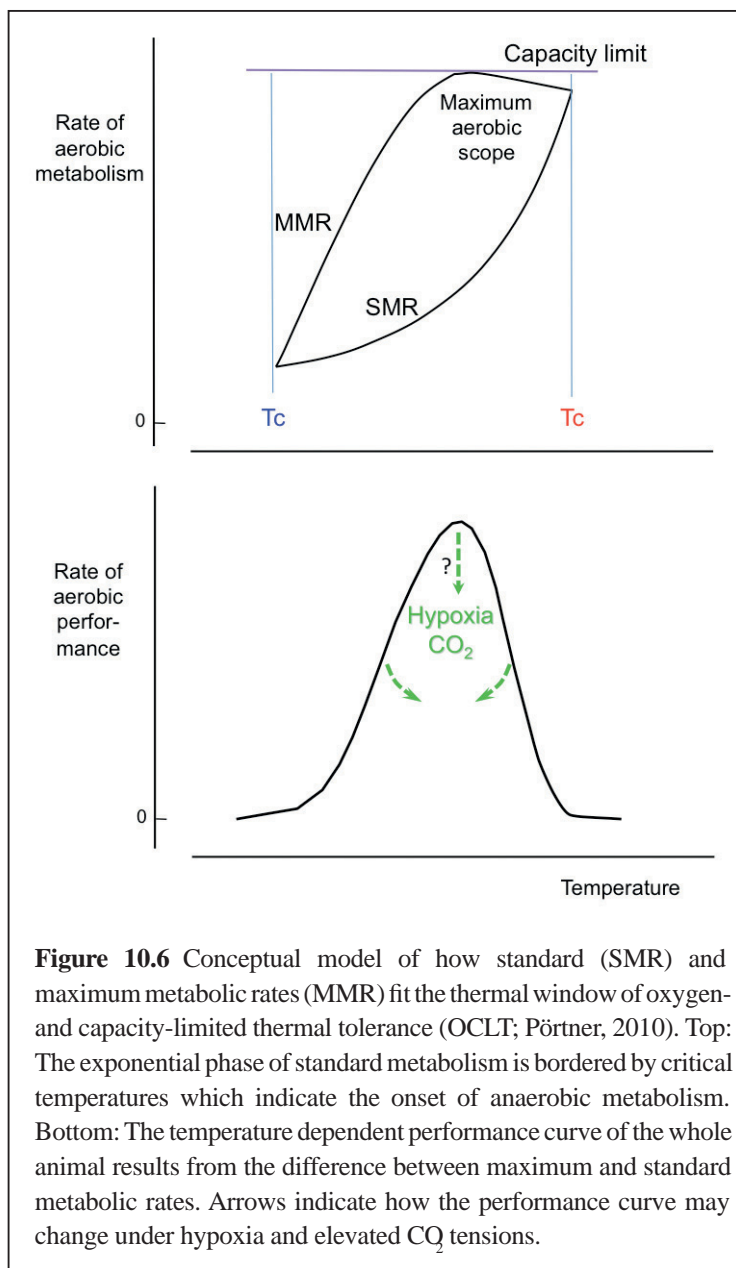 Capacity limit
Rate of
aerobic
metabolism
Maximum
aerobic
scope
MMR
SMR
0
Tc
Tc
Rate of
aerobic
perfor-
mance
?
Hypoxia
CO₂
0
Temperature
Figure 10.6 Conceptual model of how standard (SMR) and
maximum metabolic rates (MMR) fit the thermal window of oxygen-
and capacity-limited thermal tolerance (OCLT; Pörtner, 2010). Top:
The exponential phase of standard metabolism is bordered by critical
temperatures which indicate the onset of anaerobic metabolism.
Bottom: The temperature dependent performance curve of the whole
animal results from the difference between maximum and standard
metabolic rates. Arrows indicate how the performance curve may
change under hypoxia and elevated CO₂ tensions.